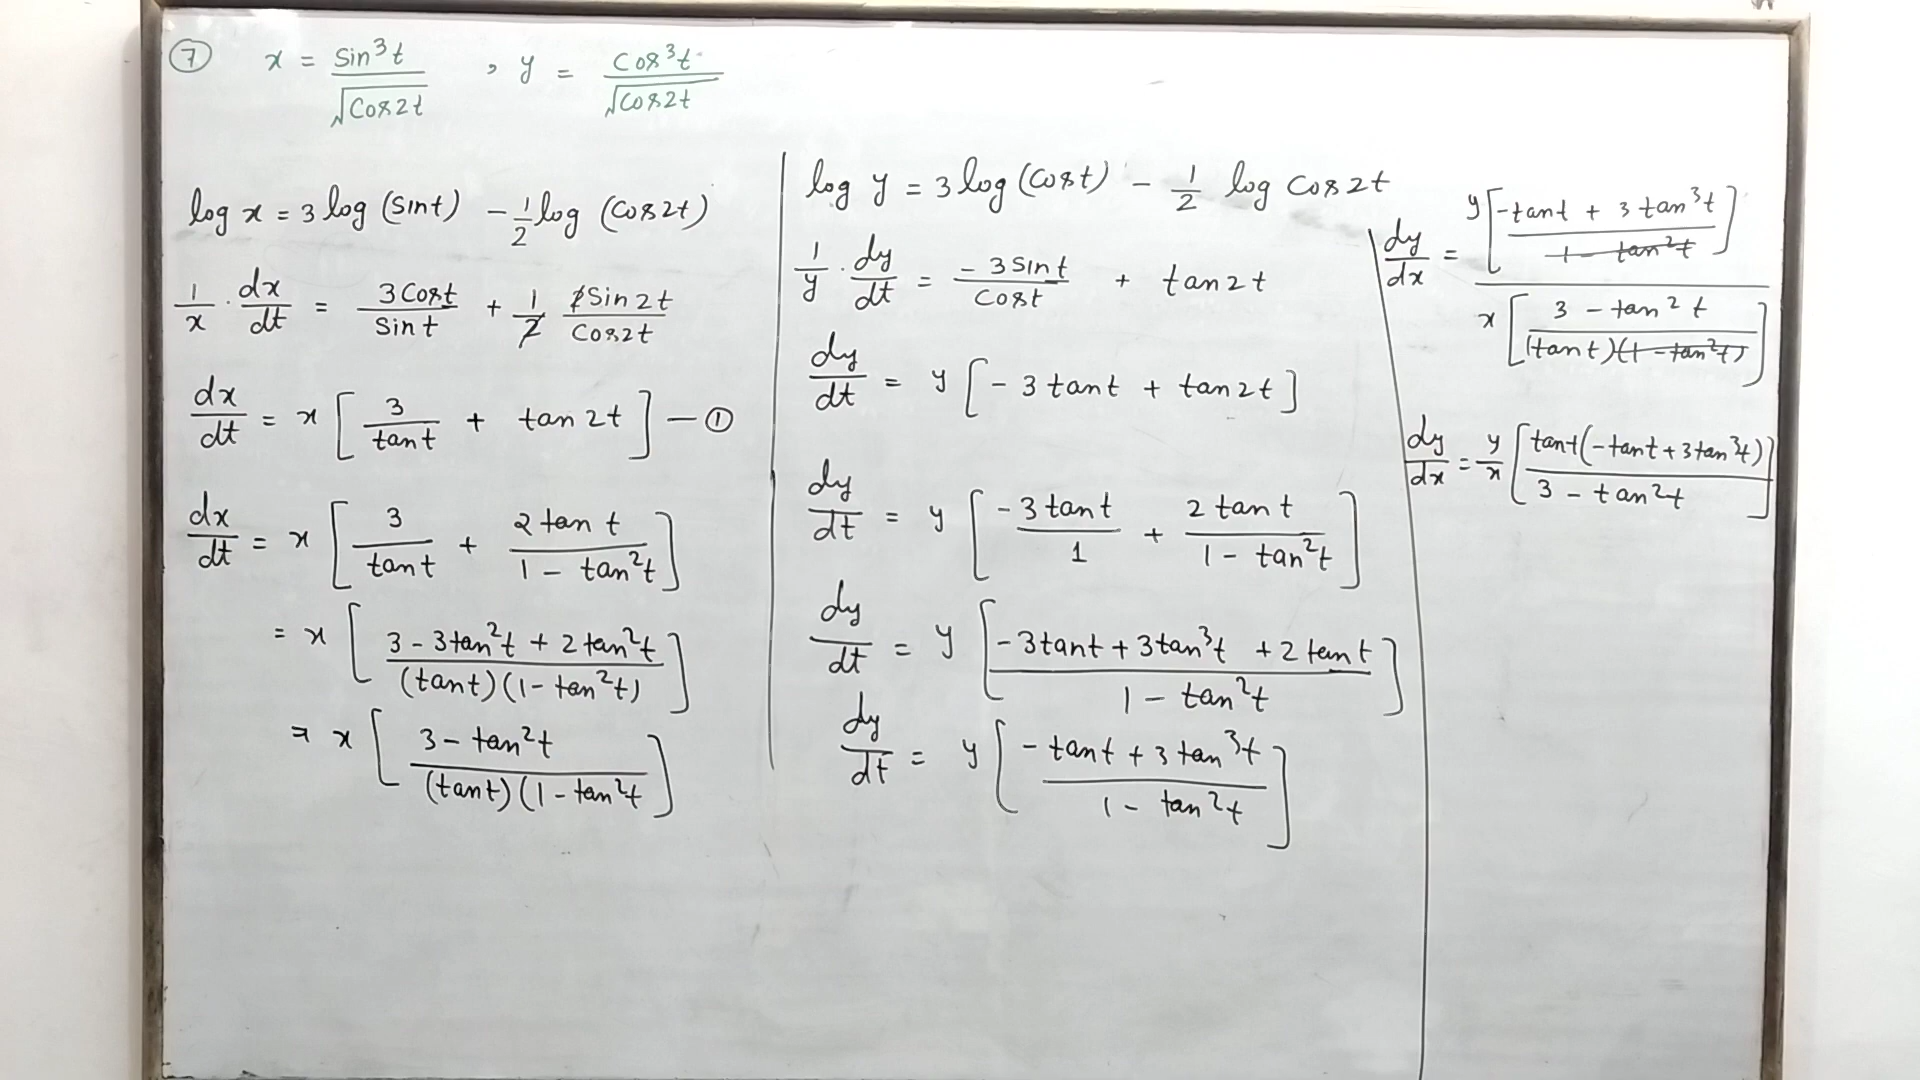 ⑦ x = Sin³t / √Cos2t , y = Cos³t / √Cos2t
log x = 3 log (Sint) - 1/2 log (Cos2t)
1/x · dx/dt = 3Cost / Sint + 1/2 2Sin2t / Cos2t
dx/dt = x [ 3/tant + tan2t ] — ①
dx/dt = x [ 3/tant + 2tant / 1 - tan²t ]
= x [ 3 - 3tan²t + 2tan²t / (tant)(1 - tan²t) ]
= x [ 3 - tan²t / (tant)(1 - tan²t ]
log y = 3 log (Cost) - 1/2 log Cos2t
1/y · dy/dt = -3Sint / Cost + tan2t
dy/dt = y [ -3tant + tan2t ]
dy/dt = y [ -3tant / 1 + 2tant / 1 - tan²t ]
dy/dt = y [ -3tant + 3tan³t + 2tant / 1 - tan²t ]
dy/dt = y [ -tant + 3tan³t / 1 - tan²t ]
dy/dx = y [ -tant + 3tan³t / 1 - tan²t ] / x [ 3 - tan²t / (tant)(1 - tan²t) ]
dy/dx = y/x [ tant(-tant + 3tan³t) / 3 - tan²t ]